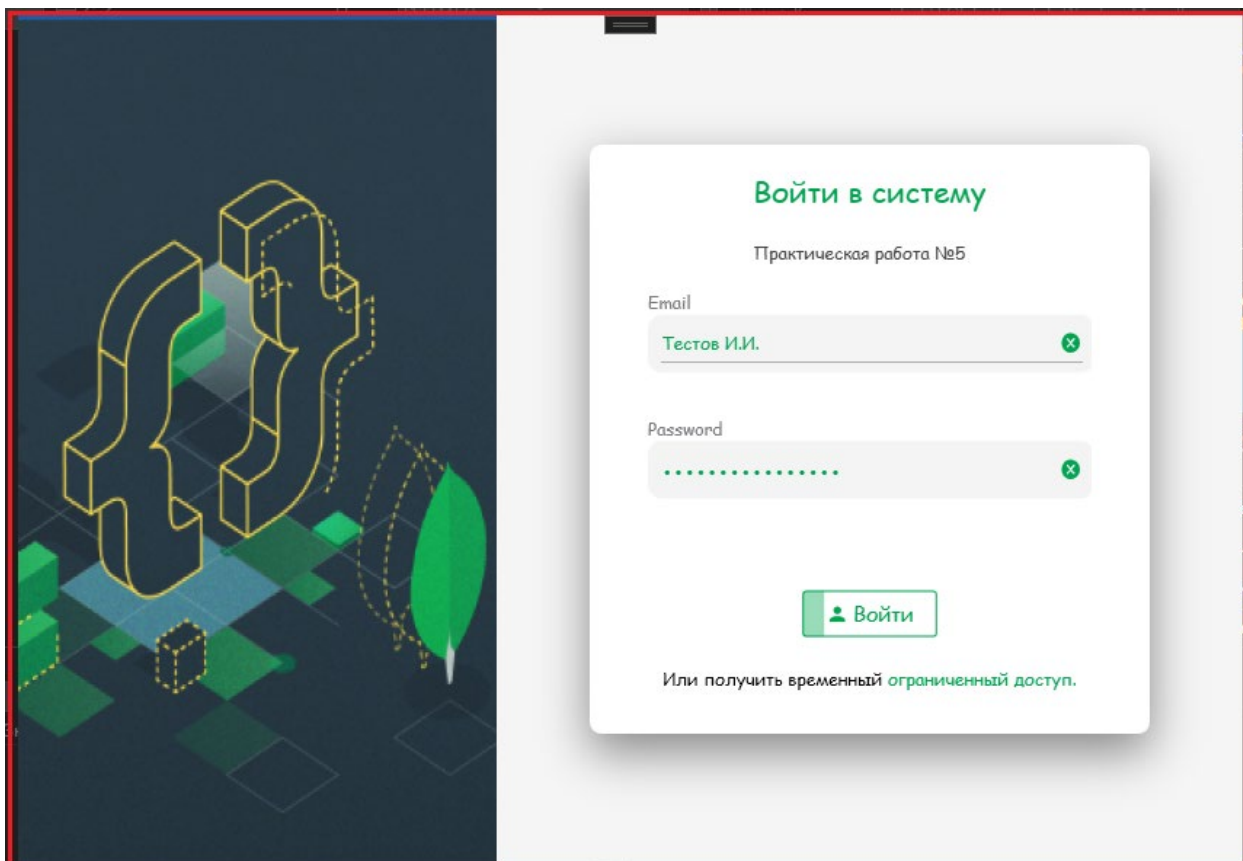 Войти в систему
Практическая работа №5
Email
Тестов И.И.
Password
Войти
Или получить временный ограниченный доступ.